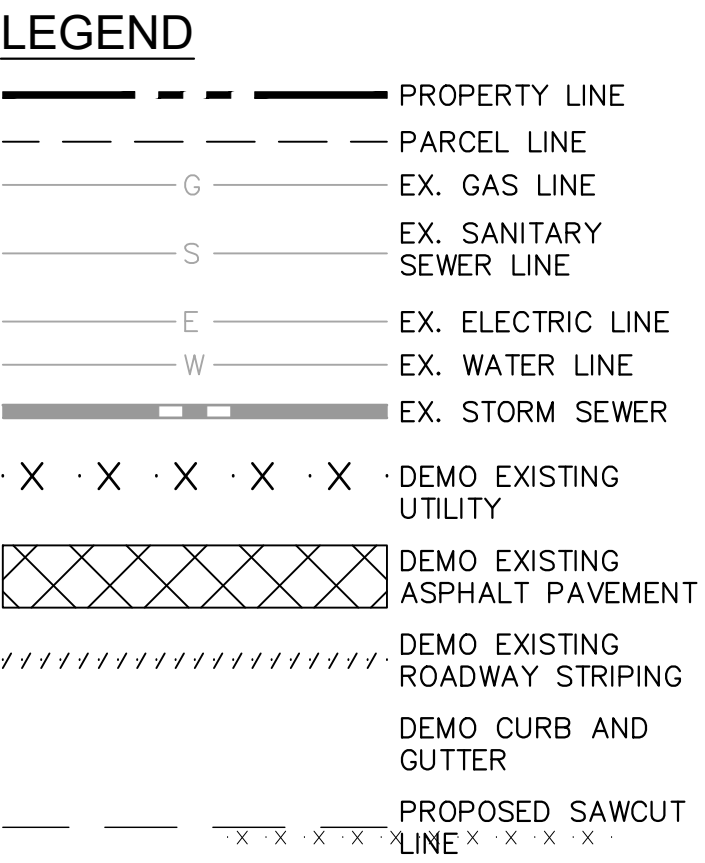 LEGEND
PROPERTY LINE
PARCEL LINE
G EX. GAS LINE
S EX. SANITARY
SEWER LINE
E EX. ELECTRIC LINE
W EX. WATER LINE
EX. STORM SEWER
X X X X X DEMO EXISTING
UTILITY
DEMO EXISTING
ASPHALT PAVEMENT
DEMO EXISTING
ROADWAY STRIPING
DEMO CURB AND
GUTTER
PROPOSED SAWCUT
LINE
X X X X X X X X X X